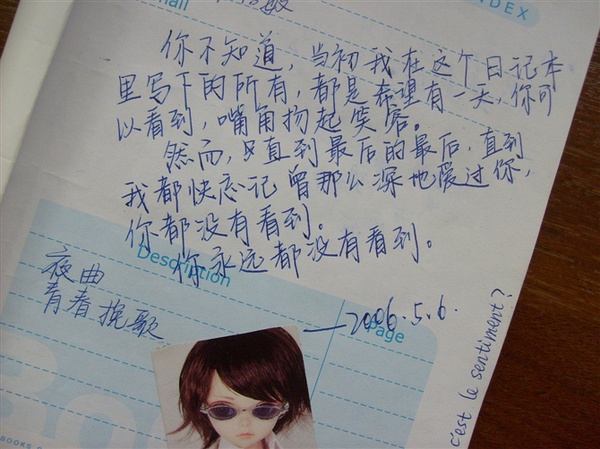 mail
敏
INDEX
你不知道，当初我在这个日记本
里写下的所有，都是希望有一天，你可
以看到，嘴角扬起笑容。
然而，直到最后的最后，直到
我都快忘记曾那么深地爱过你，
你都没有看到。
你永远都没有看到。
Description
夜曲
青春挽歌
—2006.5.6.
Page
c'est le sentiment?
BOOKS